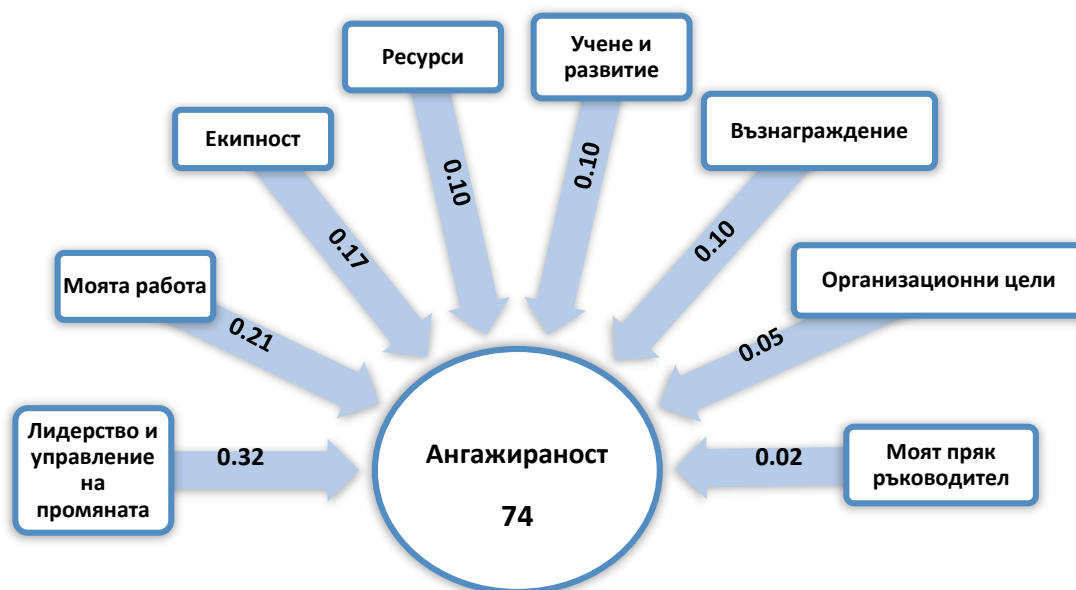 Ресурси
Учене и
развитие
Екипност
Възнаграждение
0.10
0.10
0.17
0.10
Моята работа
Организационни цели
0.21
0.05
Лидерство и
управление
на
промяната
0.32
Ангажираност
74
0.02
Моят пряк
ръководител